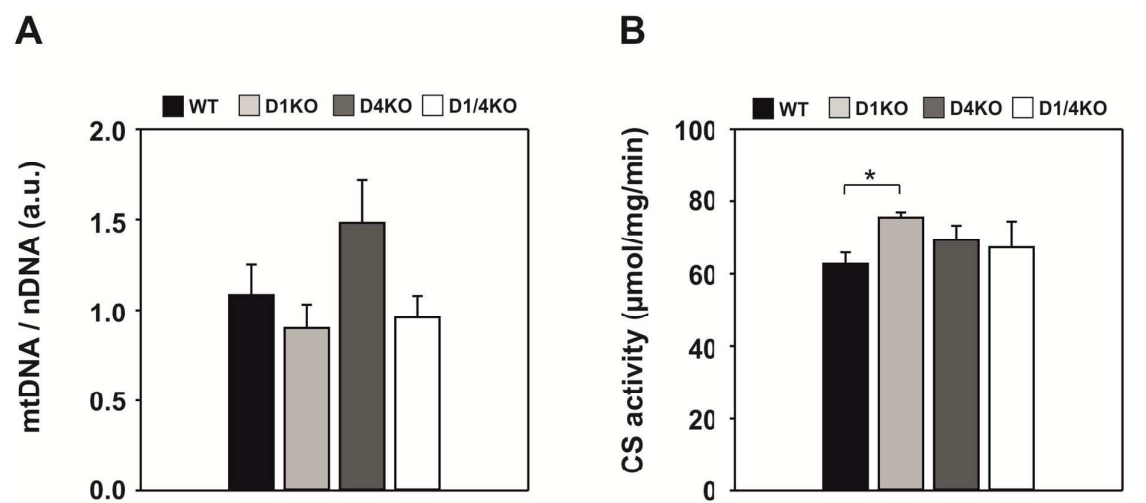 A
WT D1KO D4KO D1/4KO
mtDNA / nDNA (a.u.)
2.0
1.5
1.0
0.5
0.0
B
WT D1KO D4KO D1/4KO
CS activity (µmol/mg/min)
100
80
60
40
20
0
*